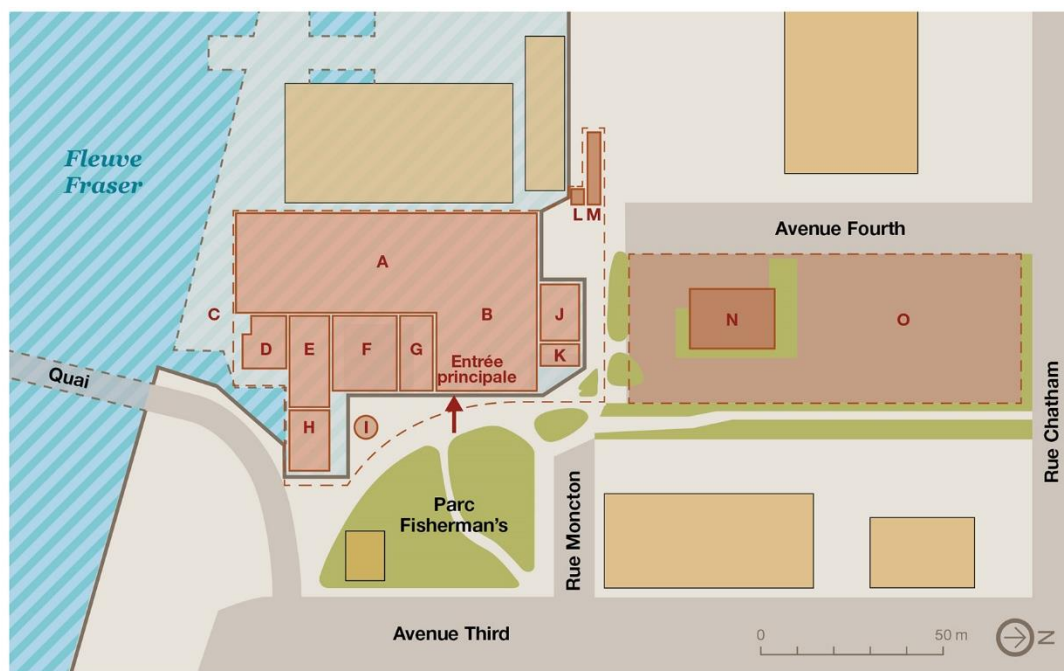 Fleuve
Fraser
A
B
C
D
E
F
G
H
I
J
K
L M
N
O
Entrée
principale
Quai
Avenue Fourth
Rue Chatham
Parc
Fisherman's
Rue Moncton
Avenue Third
0 50 m
N